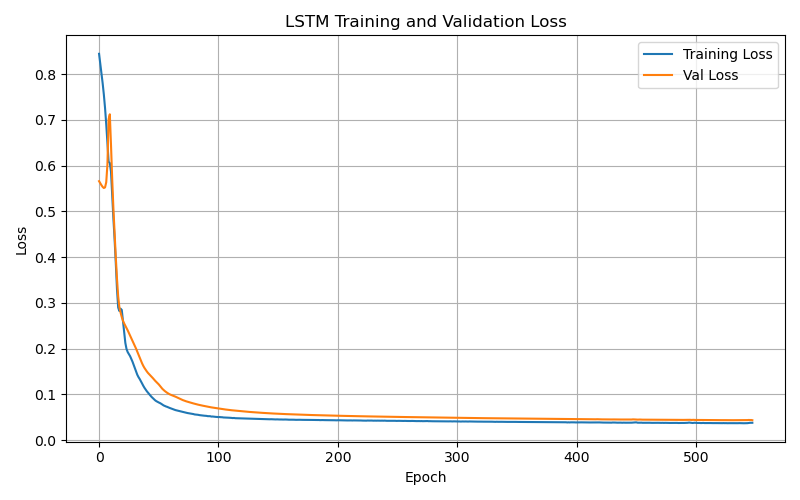 LSTM Training and Validation Loss
Training Loss
Val Loss
0.8
0.7
0.6
0.5
0.4
0.3
0.2
0.1
0.0
Loss
0 100 200 300 400 500
Epoch